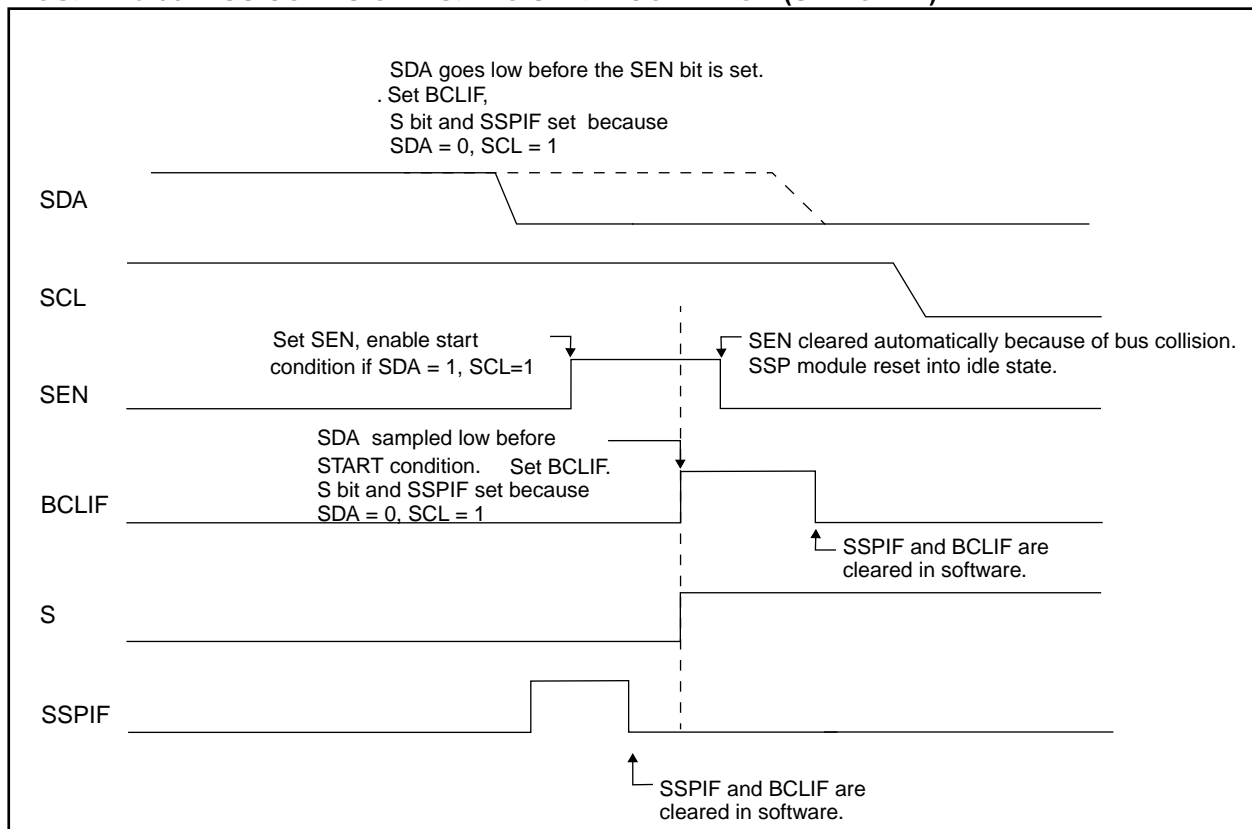 SDA goes low before the SEN bit is set.
. Set BCLIF,
S bit and SSPIF set because
SDA = 0, SCL = 1
SDA
SCL
Set SEN, enable start
condition if SDA = 1, SCL=1
SEN cleared automatically because of bus collision.
SSP module reset into idle state.
SEN
SDA sampled low before
START condition. Set BCLIF.
S bit and SSPIF set because
SDA = 0, SCL = 1
BCLIF
SSPIF and BCLIF are
cleared in software.
S
SSPIF
SSPIF and BCLIF are
cleared in software.